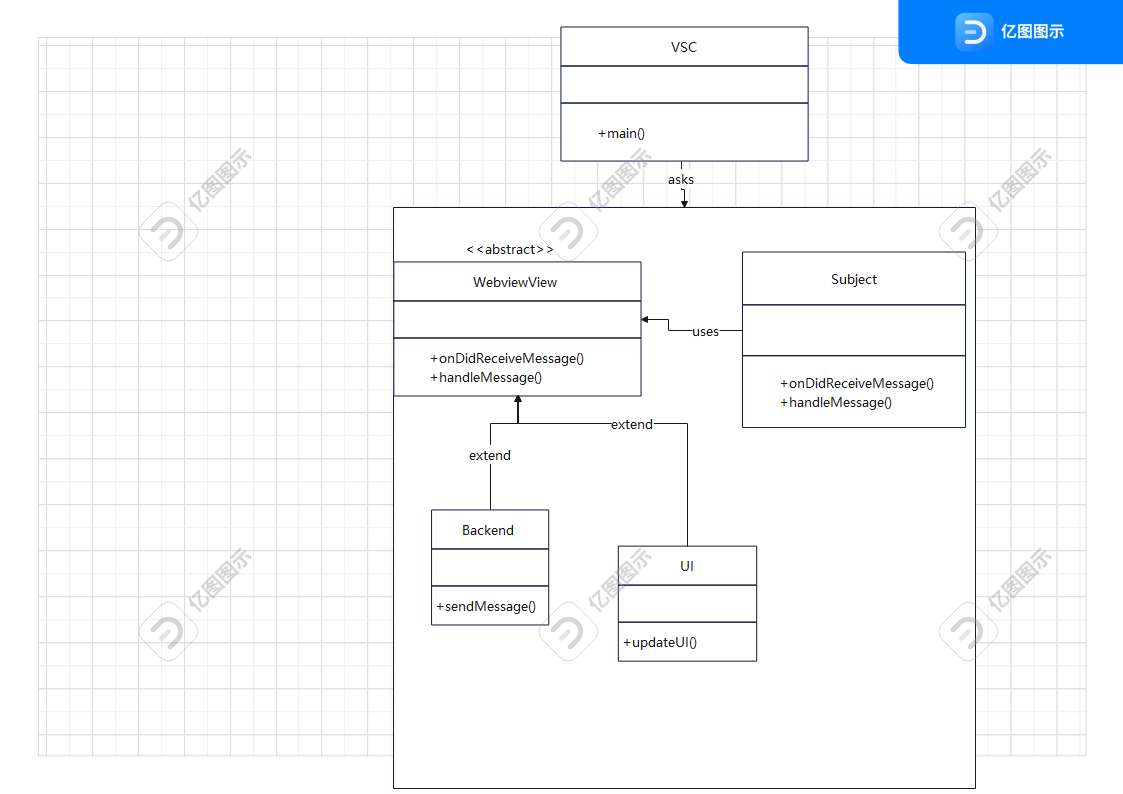 亿图图示
VSC
+main()
asks
<<abstract>>
WebviewView
+onDidReceiveMessage()
+handleMessage()
uses
Subject
+onDidReceiveMessage()
+handleMessage()
extend
extend
Backend
+sendMessage()
UI
+updateUI()
亿图图示
亿图图示
亿图图示
亿图图示
亿图图示
亿图图示